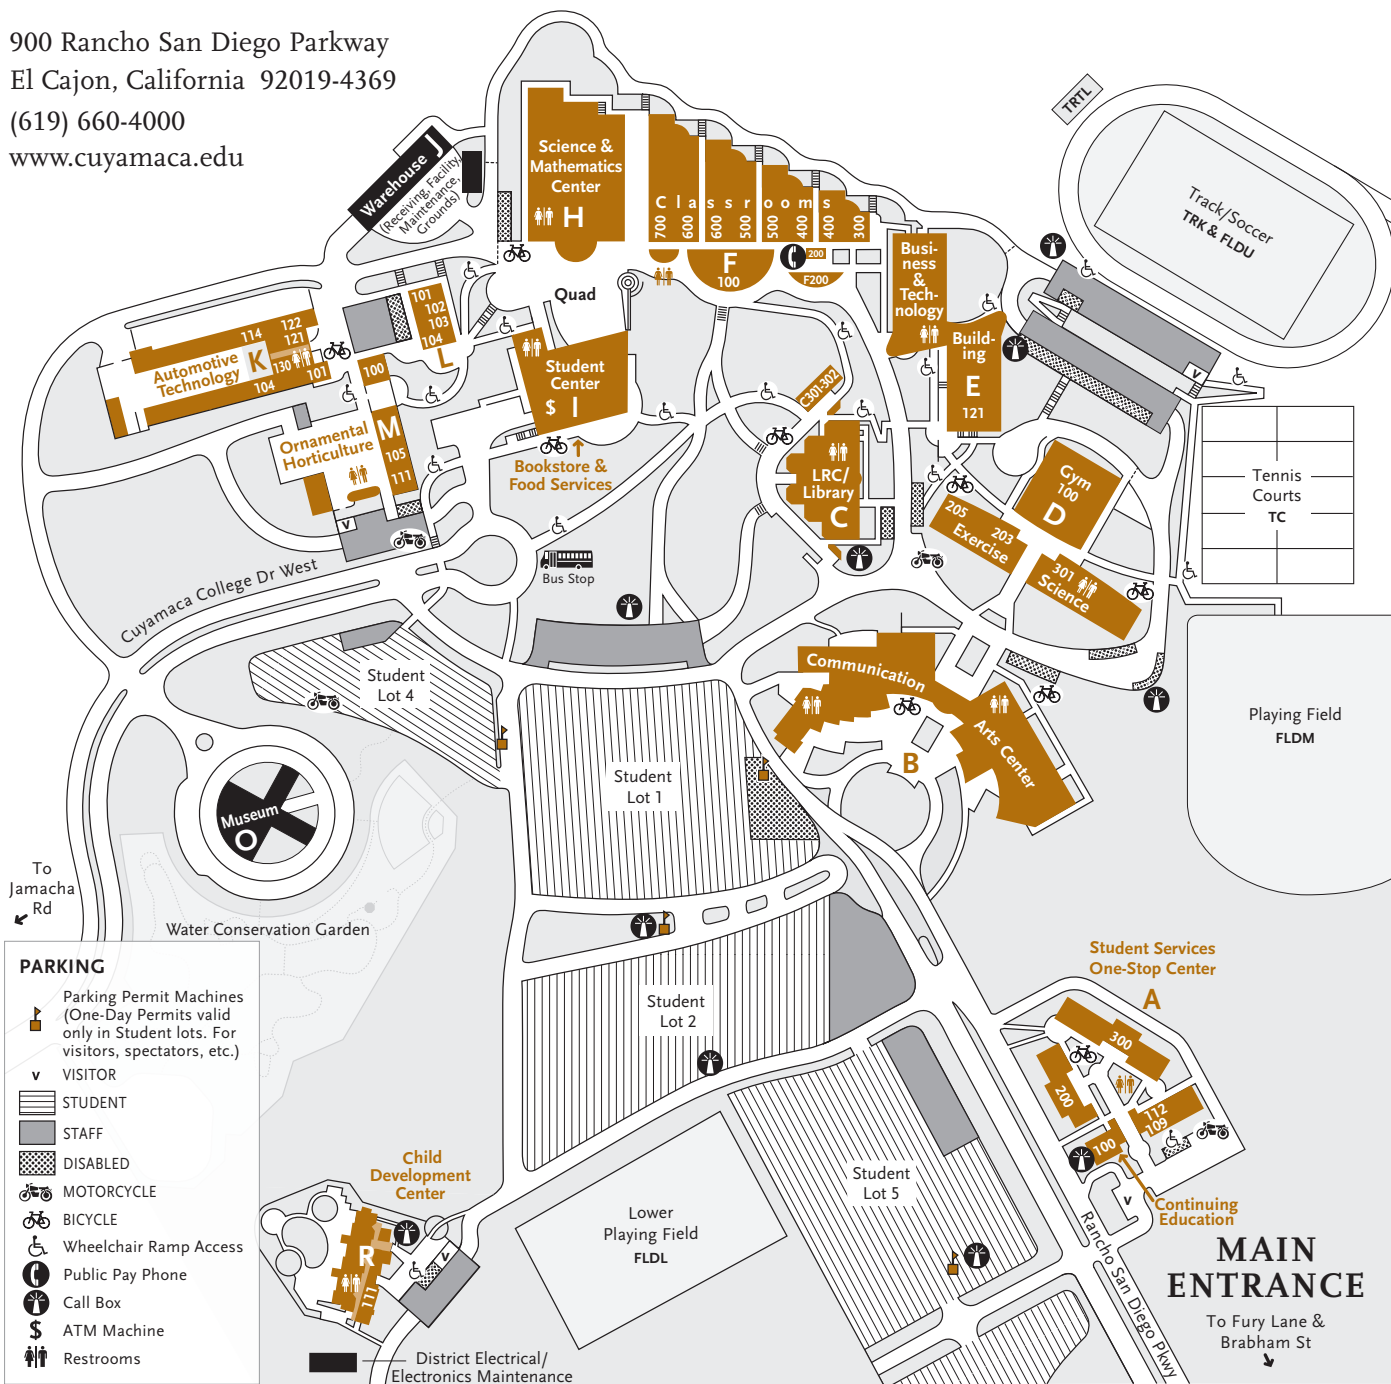 900 Rancho San Diego Parkway
El Cajon, California 92019-4369
(619) 660-4000
www.cuyamaca.edu
TRTL
Warehouse J
(Receiving, Facility,
Maintenance,
Grounds)
Science &
Mathematics
Center
H
Classrooms
700
600
600
500
500
400
400
300
F
100
200
F200
Quad
Busi-
ness
&
Tech-
nology
Build-
ing
E
121
Track/Soccer
TRK & FLDU
101
102
103
104
L
114
122
121
Automotive
Technology
K
130
101
104
100
M
105
111
Ornamental
Horticulture
V
Student
Center
$ I
Bookstore &
Food Services
C301-302
LRC/
Library
C
Gym
100
D
205
203
Exercise
301
Science
V
Tennis
Courts
TC
Bus Stop
Cuyamaca College Dr West
Student
Lot 4
Communication
Arts Center
B
Playing Field
FLDM
Student
Lot 1
Museum
O
To
Jamacha
Rd
Water Conservation Garden
Student
Lot 2
Student Services
One-Stop Center
A
300
200
112
109
100
V
Continuing
Education
Student
Lot 5
Child
Development
Center
R
111
V
Lower
Playing Field
FLDL
Rancho San Diego Pkwy
MAIN
ENTRANCE
To Fury Lane &
Brabham St
District Electrical/
Electronics Maintenance
PARKING
Parking Permit Machines
(One-Day Permits valid
only in Student lots. For
visitors, spectators, etc.)
V VISITOR
STUDENT
STAFF
DISABLED
MOTORCYCLE
BICYCLE
Wheelchair Ramp Access
Public Pay Phone
Call Box
$ ATM Machine
Restrooms